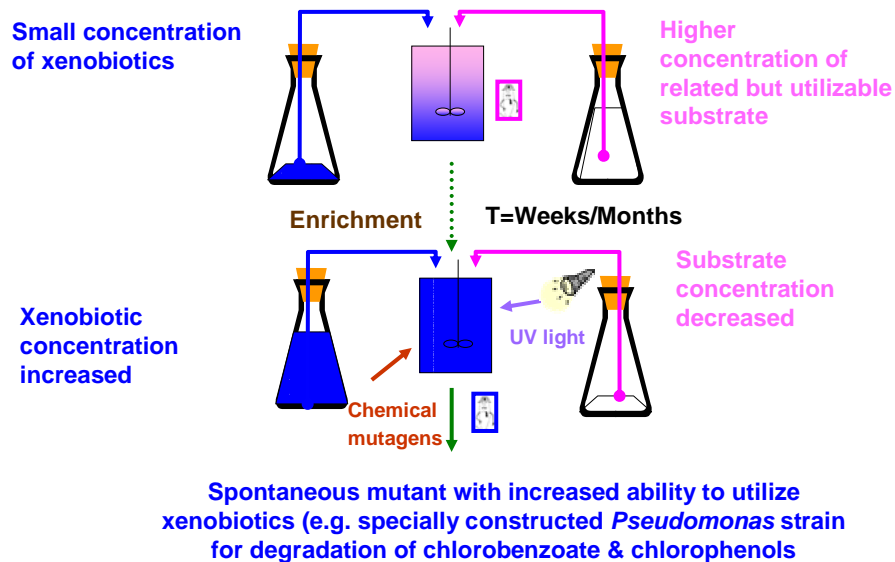 Small concentration
of xenobiotics
Higher
concentration of
related but utilizable
substrate
Enrichment
T=Weeks/Months
Xenobiotic
concentration
increased
Substrate
concentration
decreased
UV light
Chemical
mutagens
Spontaneous mutant with increased ability to utilize
xenobiotics (e.g. specially constructed Pseudomonas strain
for degradation of chlorobenzoate & chlorophenols